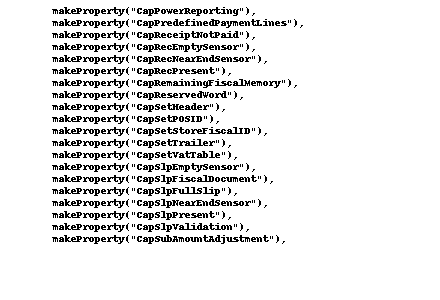 makeProperty("CapPowerReporting"),
makeProperty("CapPredefinedPaymentLines"),
makeProperty("CapReceiptNotPaid"),
makeProperty("CapRecEmptySensor"),
makeProperty("CapRecNearEndSensor"),
makeProperty("CapRecPresent"),
makeProperty("CapRemainingFiscalMemory"),
makeProperty("CapReservedWord"),
makeProperty("CapSetHeader"),
makeProperty("CapSetPOSID"),
makeProperty("CapSetStoreFiscalID"),
makeProperty("CapSetTrailer"),
makeProperty("CapSetVatTable"),
makeProperty("CapSlpEmptySensor"),
makeProperty("CapSlpFiscalDocument"),
makeProperty("CapSlpFullSlip"),
makeProperty("CapSlpNearEndSensor"),
makeProperty("CapSlpPresent"),
makeProperty("CapSlpValidation"),
makeProperty("CapSubAmountAdjustment"),